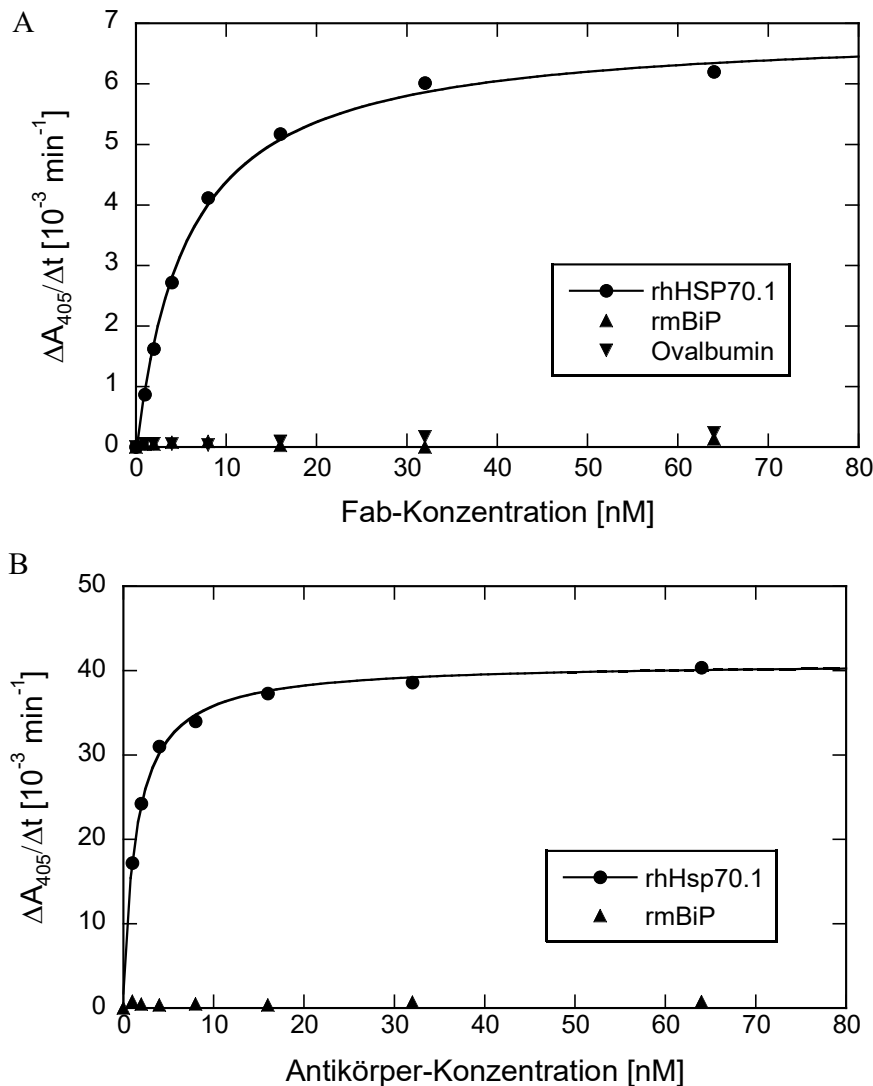 A
7
6
5
4
3
2
1
0
ΔA₄₀₅/Δt [10⁻³ min⁻¹]
rhHSP70.1
rmBiP
Ovalbumin
0 10 20 30 40 50 60 70 80
Fab-Konzentration [nM]
B
50
40
30
20
10
0
ΔA₄₀₅/Δt [10⁻³ min⁻¹]
rhHsp70.1
rmBiP
0 10 20 30 40 50 60 70 80
Antikörper-Konzentration [nM]